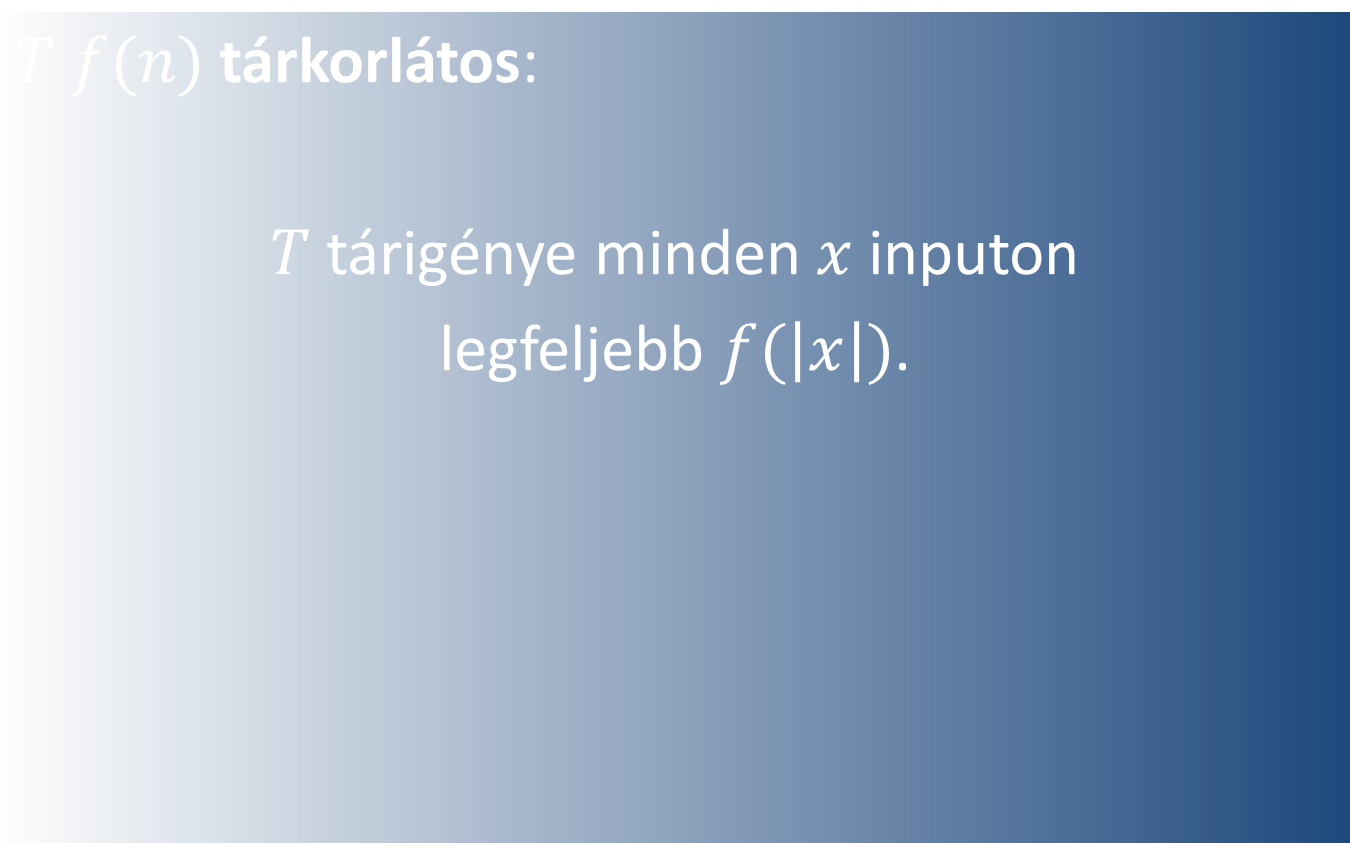 T f(n) tárkorlátos:
T tárigénye minden x inputon
legfeljebb f(|x|).